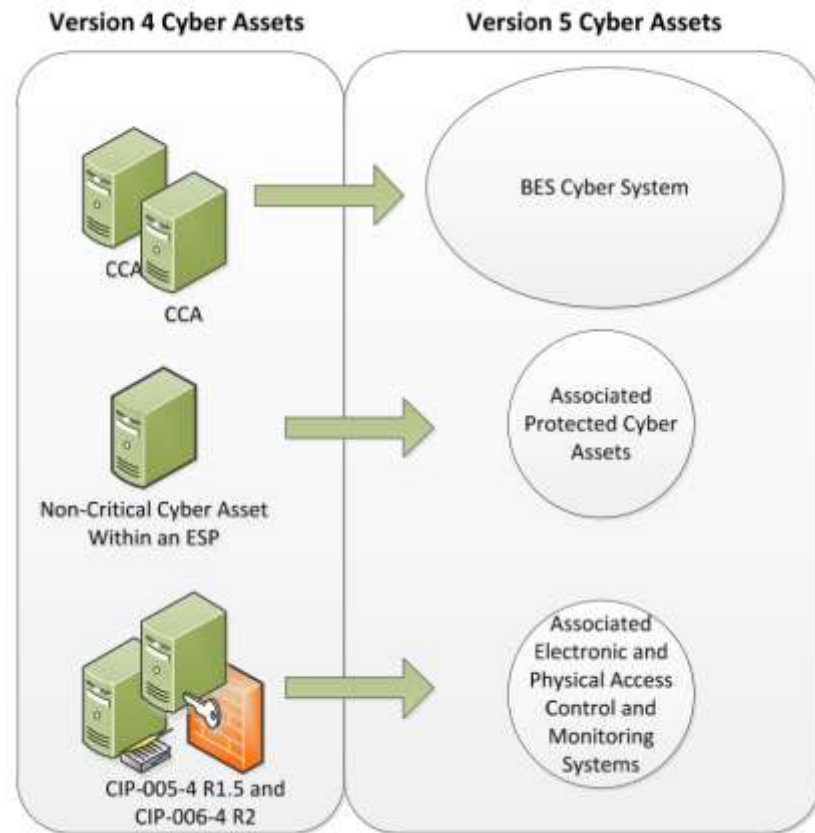 Version 4 Cyber Assets
Version 5 Cyber Assets
CCA
CCA
BES Cyber System
Non-Critical Cyber Asset
Within an ESP
Associated
Protected Cyber
Assets
CIP-005-4 R1.5 and
CIP-006-4 R2
Associated
Electronic and
Physical Access
Control and
Monitoring
Systems